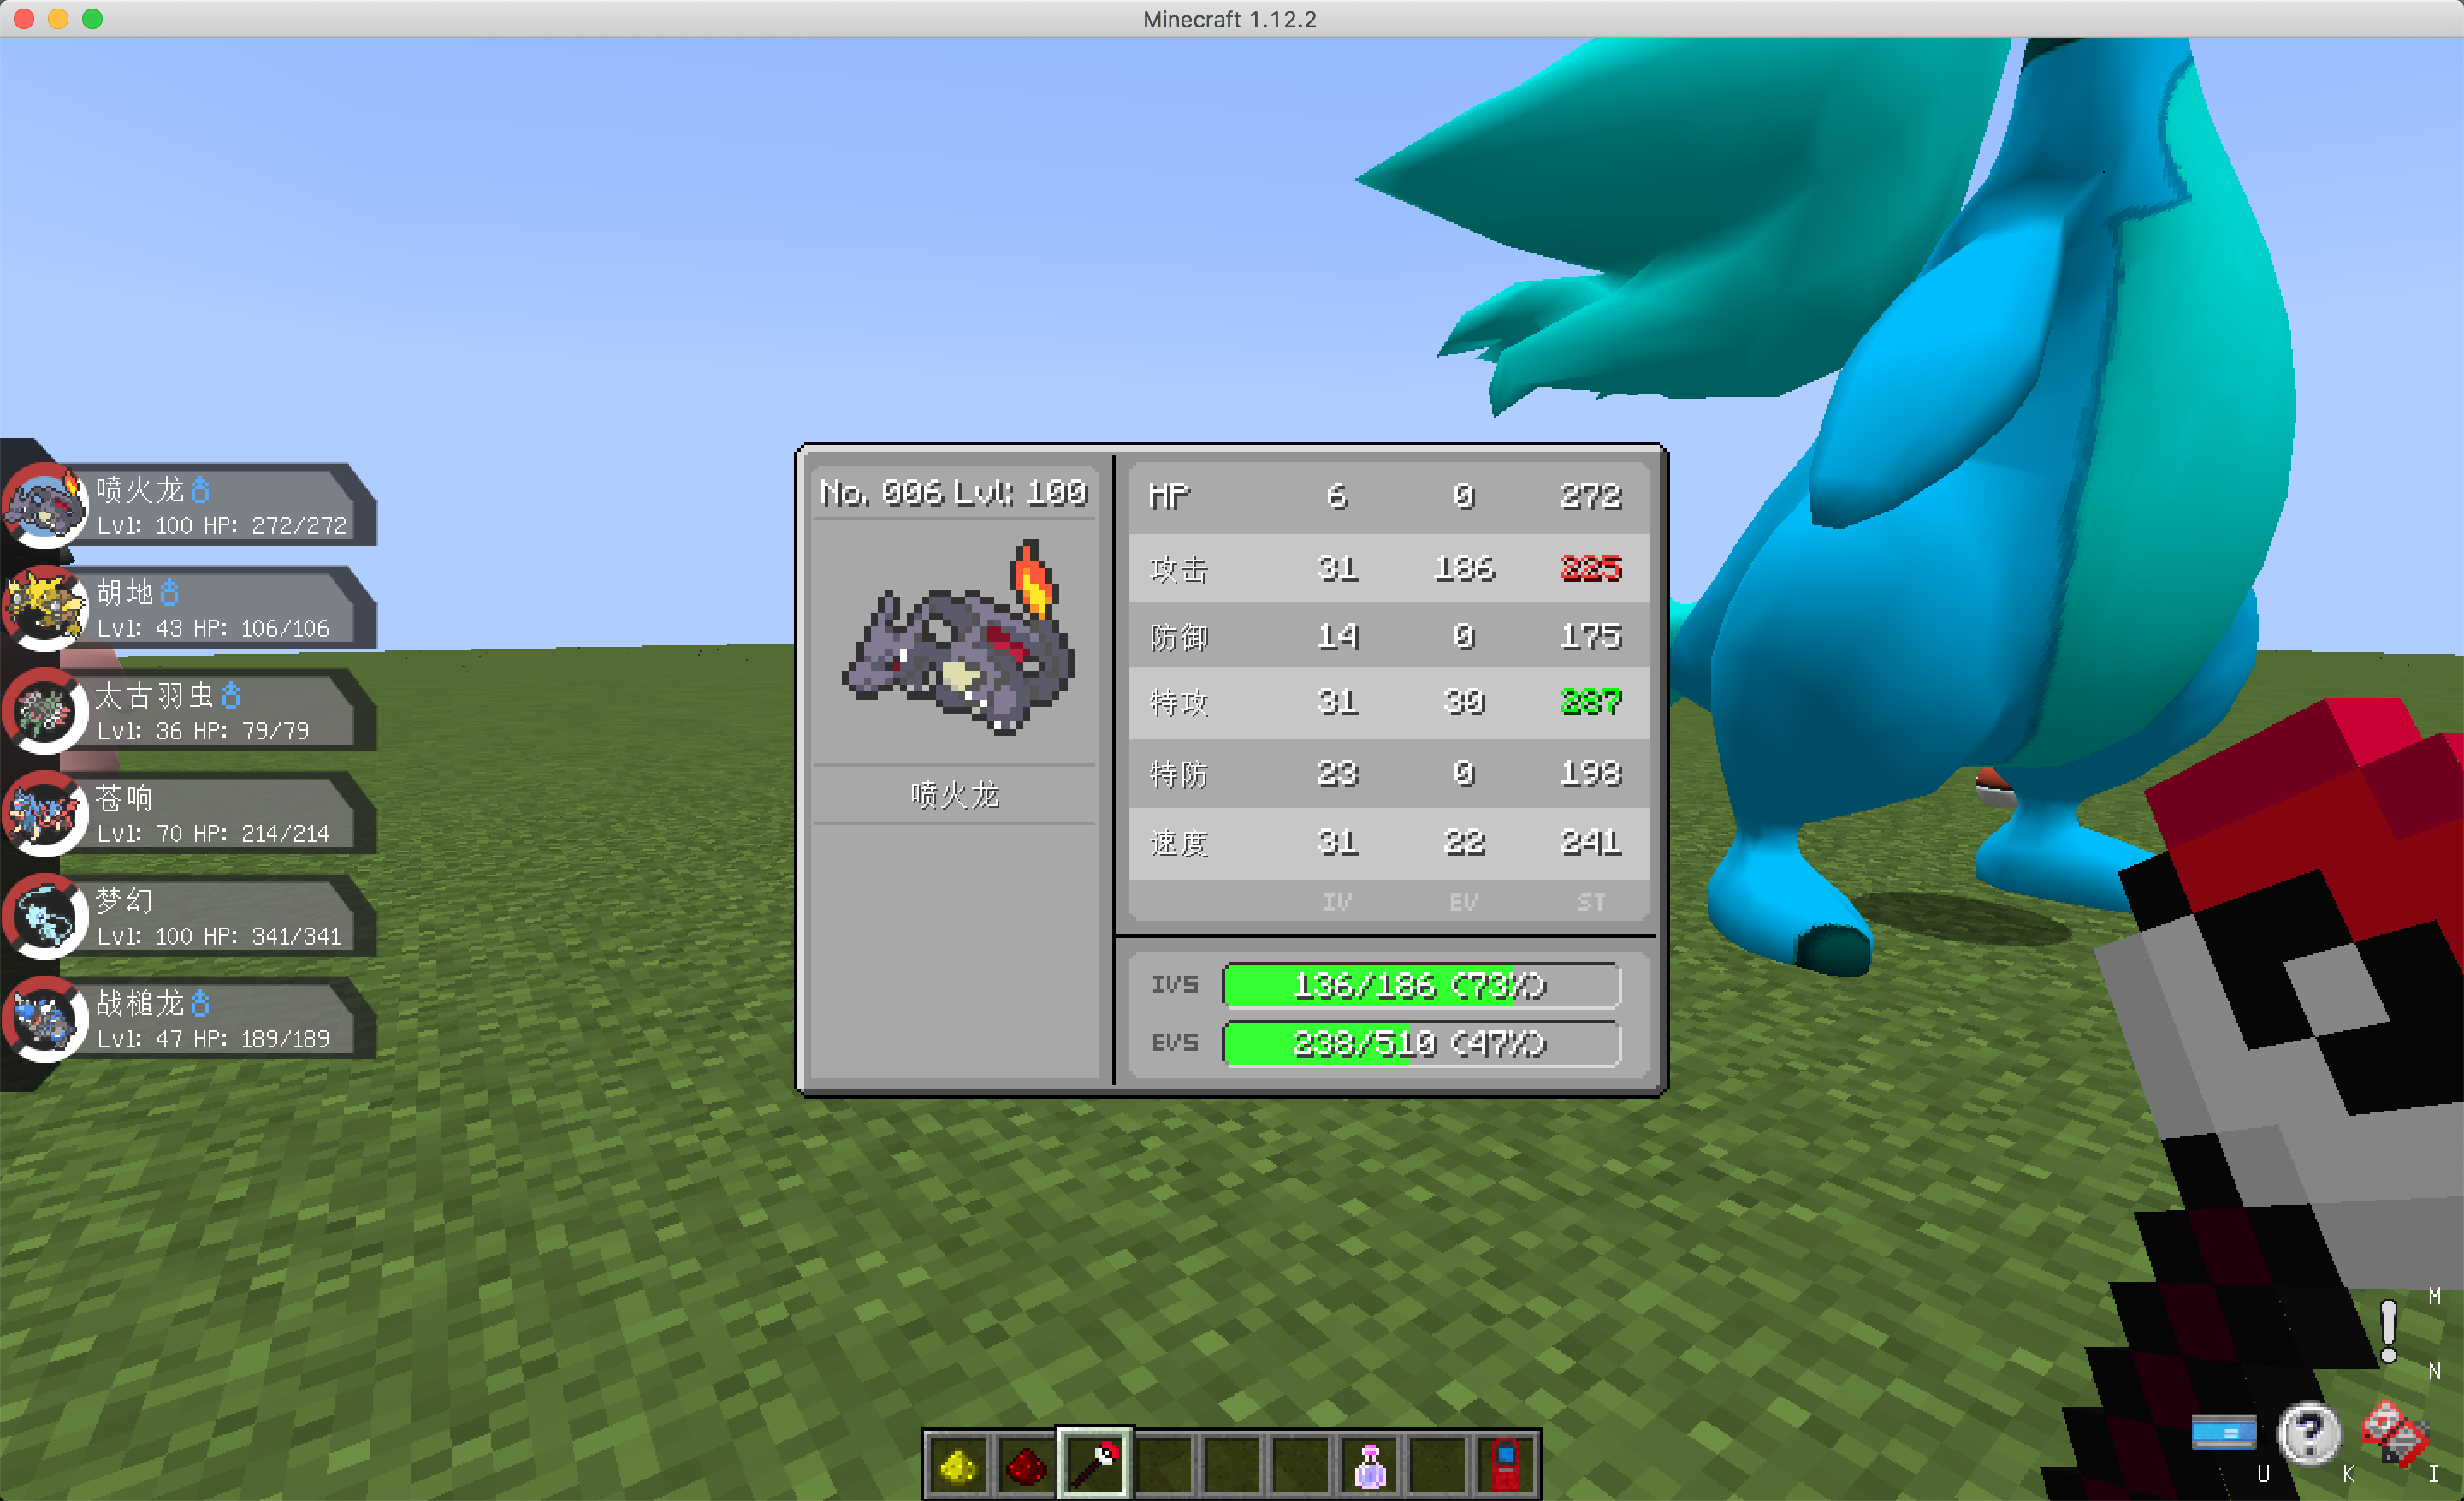 Minecraft 1.12.2
喷火龙
Lvl: 100 HP: 272/272
胡地
Lvl: 43 HP: 106/106
太古羽虫
Lvl: 36 HP: 79/79
苍响
Lvl: 70 HP: 214/214
梦幻
Lvl: 100 HP: 341/341
战槌龙
Lvl: 47 HP: 189/189
No. 006 Lvl: 100
喷火龙
HP 6 0 272
攻击 31 186 225
防御 14 0 175
特攻 31 30 287
特防 23 0 198
速度 31 22 241
IV EV ST
IVS 136/186 (73%)
EVS 238/510 (47%)
M
N
U K I